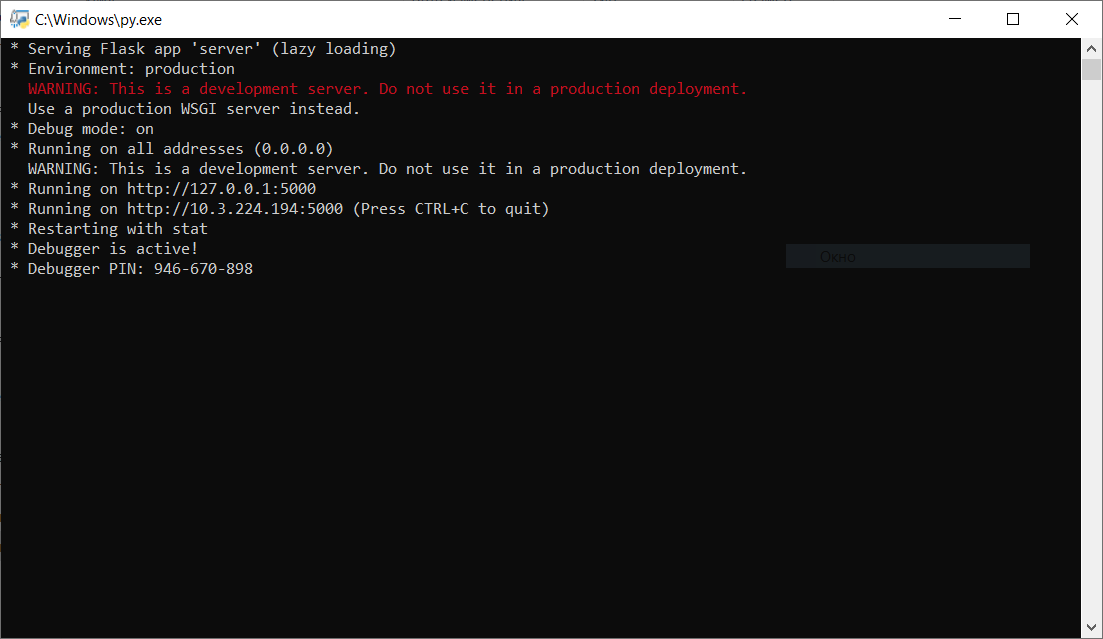 C:\Windows\py.exe
* Serving Flask app 'server' (lazy loading)
* Environment: production
WARNING: This is a development server. Do not use it in a production deployment.
Use a production WSGI server instead.
* Debug mode: on
* Running on all addresses (0.0.0.0)
WARNING: This is a development server. Do not use it in a production deployment.
* Running on http://127.0.0.1:5000
* Running on http://10.3.224.194:5000 (Press CTRL+C to quit)
* Restarting with stat
* Debugger is active!
Окно
* Debugger PIN: 946-670-898